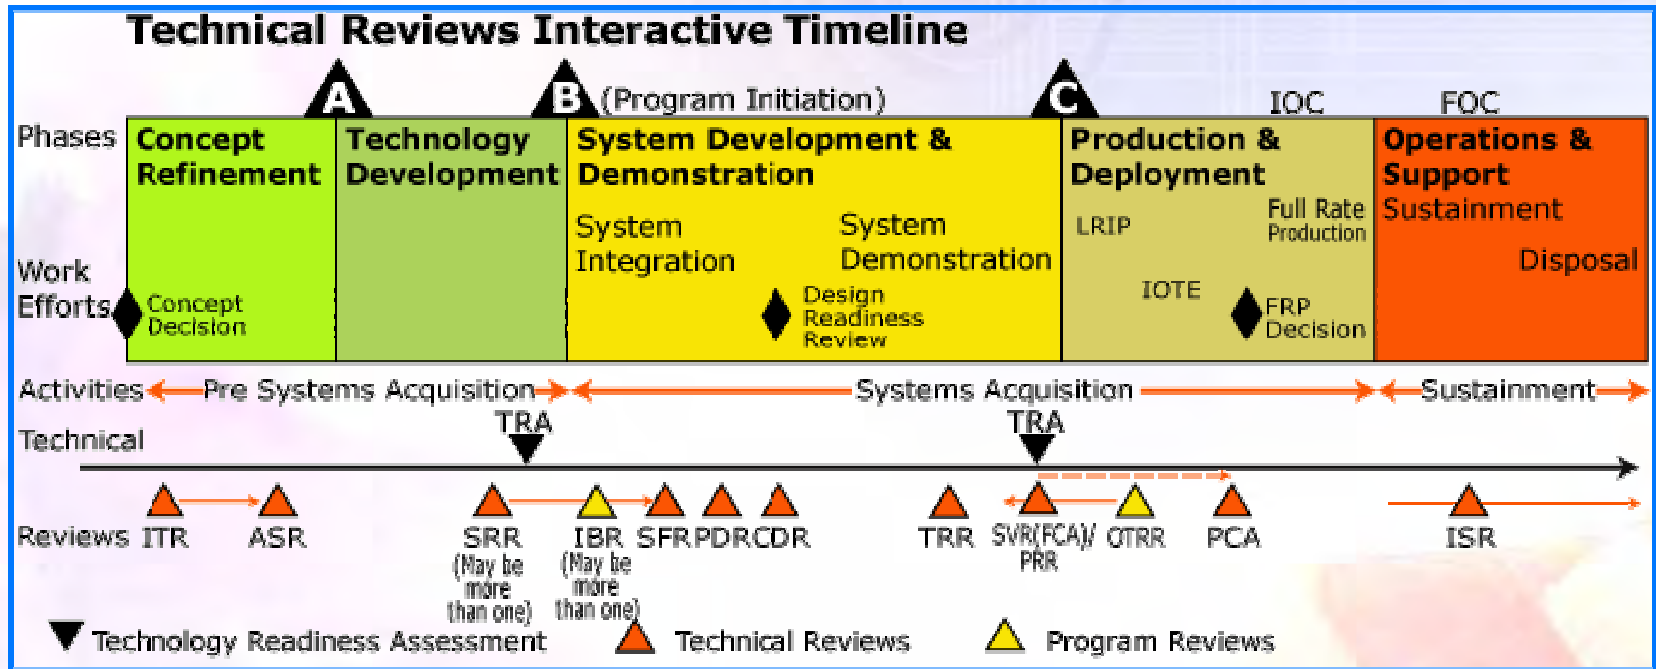 Technical Reviews Interactive Timeline
A
B (Program Initiation)
C
IOC
FOC
Phases
Concept
Refinement
Technology
Development
System Development &
Demonstration
Production &
Deployment
Operations &
Support
System
Integration
System
Demonstration
LRIP
Full Rate
Production
Sustainment
Disposal
Work
Efforts
Concept
Decision
Design
Readiness
Review
IOTE
FRP
Decision
Activities
Pre Systems Acquisition
Systems Acquisition
Sustainment
TRA
TRA
Technical
Reviews
ITR
ASR
SRR
(May be
more
than one)
IBR
(May be
more
than one)
SFR
PDR
CDR
TRR
SVR(FCA)/
PRR
OTRR
PCA
ISR
Technology Readiness Assessment
Technical Reviews
Program Reviews